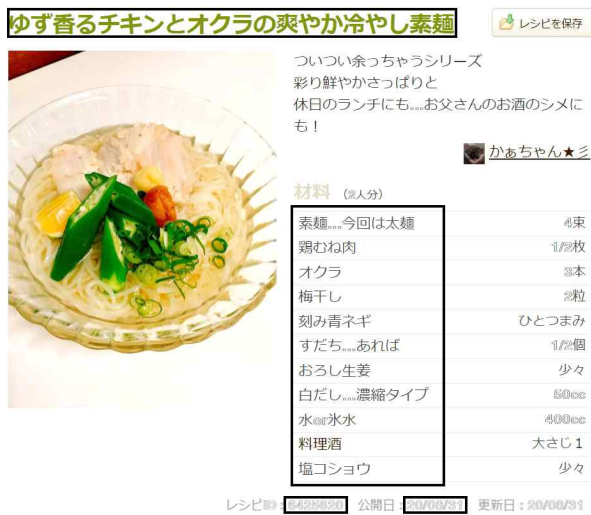 ゆず香るチキンとオクラの爽やか冷やし素麺
レシピを保存
ついつい余っちゃうシリーズ
彩り鮮やかさっぱりと
休日のランチにも……お父さんのお酒のシメに
も！
かぁちゃん★彡
材料 （2人分）
素麺……今回は太麺 4束
鶏むね肉 1/2枚
オクラ 3本
梅干し 2粒
刻み青ネギ ひとつまみ
すだち……あれば 1/2個
おろし生姜 少々
白だし……濃縮タイプ 50cc
水or氷水 400cc
料理酒 大さじ１
塩コショウ 少々
レシピID : 6425820 公開日 : 20/08/31 更新日 : 20/08/31